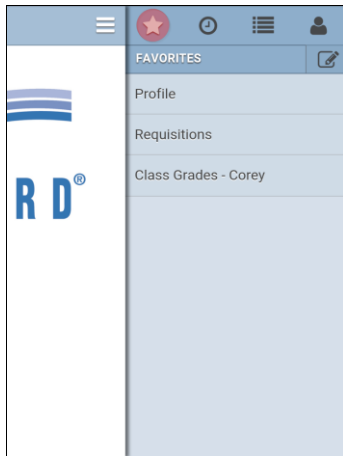 FAVORITES
Profile
Requisitions
Class Grades - Corey
R D®